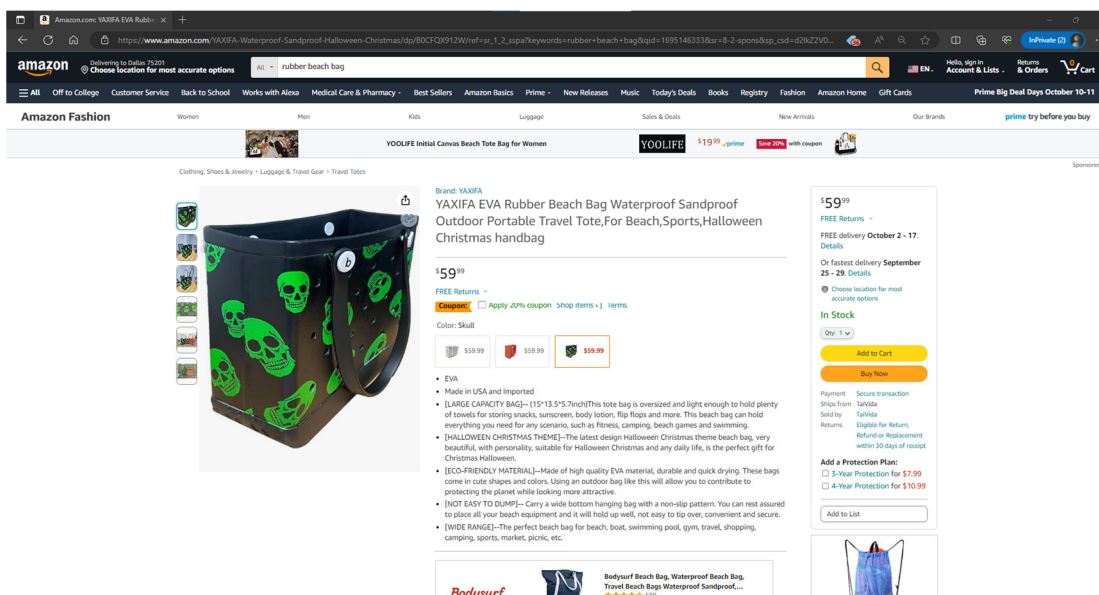 Amazon.com: YAXIFA EVA Rubb
https://www.amazon.com/YAXIFA-Waterproof-Sandproof-Halloween-Christmas/dp/B0CFQX912W/ref=sr_1_2_sspa?keywords=rubber+beach+bag&qid=1695146333&sr=8-2-spons&sp_csd=d2lkZ2V0...
InPrivate (2)
amazon
Delivering to Dallas 75201
Choose location for most accurate options
All
rubber beach bag
EN
Hello, sign in
Account & Lists
Returns
& Orders
0
Cart
All
Off to College
Customer Service
Back to School
Works with Alexa
Medical Care & Pharmacy
Best Sellers
Amazon Basics
Prime
New Releases
Music
Today's Deals
Books
Registry
Fashion
Amazon Home
Gift Cards
Prime Big Deal Days October 10-11
Amazon Fashion
Women
Men
Kids
Luggage
Sales & Deals
New Arrivals
Our Brands
prime try before you buy
YOOLIFE Initial Canvas Beach Tote Bag for Women
YOOLIFE
$19.99 prime
Save 20% with coupon
Sponsore
Clothing, Shoes & Jewelry › Luggage & Travel Gear › Travel Totes
b
Brand: YAXIFA
YAXIFA EVA Rubber Beach Bag Waterproof Sandproof
Outdoor Portable Travel Tote,For Beach,Sports,Halloween
Christmas handbag
$59.99
FREE Returns
Coupon: Apply 20% coupon Shop items › | Terms
Color: Skull
$59.99
$59.99
$59.99
• EVA
• Made in USA and Imported
• [LARGE CAPACITY BAG]-- (15*13.5*5.7inch)This tote bag is oversized and light enough to hold plenty
of towels for storing snacks, sunscreen, body lotion, flip flops and more. This beach bag can hold
everything you need for any scenario, such as fitness, camping, beach games and swimming.
• [HALLOWEEN CHRISTMAS THEME]--The latest design Halloween Christmas theme beach bag, very
beautiful, with personality, suitable for Halloween Christmas and any daily life, is the perfect gift for
Christmas Halloween.
• [ECO-FRIENDLY MATERIAL]--Made of high quality EVA material, durable and quick drying. These bags
come in cute shapes and colors. Using an outdoor bag like this will allow you to contribute to
protecting the planet while looking more attractive.
• [NOT EASY TO DUMP]-- Carry a wide bottom hanging bag with a non-slip pattern. You can rest assured
to place all your beach equipment and it will hold up well, not easy to tip over, convenient and secure.
• [WIDE RANGE]--The perfect beach bag for beach, boat, swimming pool, gym, travel, shopping,
camping, sports, market, picnic, etc.
Bodysurf
Bodysurf Beach Bag, Waterproof Beach Bag,
Travel Beach Bags Waterproof Sandproof,...
$59.99
FREE Returns
FREE delivery October 2 - 17.
Details
Or fastest delivery September
25 - 29. Details
Choose location for most
accurate options
In Stock
Qty: 1
Add to Cart
Buy Now
Payment Secure transaction
Ships from TaiVida
Sold by TaiVida
Returns Eligible for Return,
Refund or Replacement
within 30 days of receipt
Add a Protection Plan:
3-Year Protection for $7.99
4-Year Protection for $10.99
Add to List